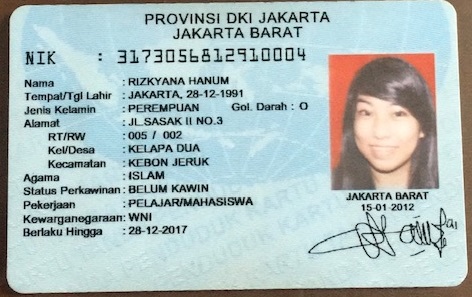 PROVINSI DKI JAKARTA
JAKARTA BARAT
NIK : 3173056812910004
Nama : RIZKYANA HANUM
Tempat/Tgl Lahir : JAKARTA, 28-12-1991
Jenis Kelamin : PEREMPUAN Gol. Darah : O
Alamat : JL.SASAK II NO.3
RT/RW : 005 / 002
Kel/Desa : KELAPA DUA
Kecamatan : KEBON JERUK
Agama : ISLAM
Status Perkawinan : BELUM KAWIN
Pekerjaan : PELAJAR/MAHASISWA
Kewarganegaraan : WNI
Berlaku Hingga : 28-12-2017
JAKARTA BARAT
15-01-2012